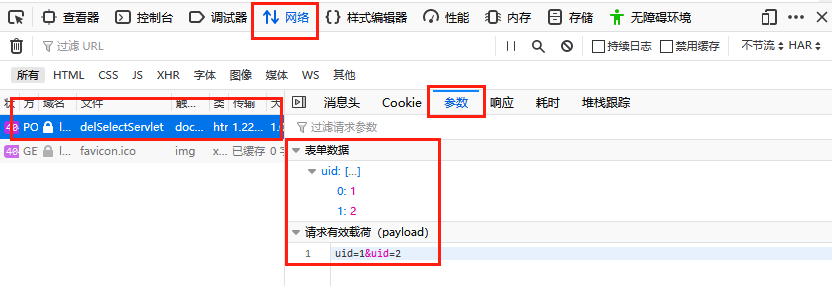 查看器 控制台 调试器 网络 样式编辑器 性能 内存 存储 无障碍环境
过滤 URL 持续日志 禁用缓存 不节流 HAR
所有 HTML CSS JS XHR 字体 图像 媒体 WS 其他
状 方 域名 文件 触... 类 传输 大 消息头 Cookie 参数 响应 耗时 堆栈跟踪
40 PO l... delSelectServlet doc... htr 1.22... 过滤请求参数
40 GE l... favicon.ico img x... 已缓存 0 字 表单数据
uid: [...]
0: 1
1: 2
请求有效载荷（payload）
1 uid=1&uid=2